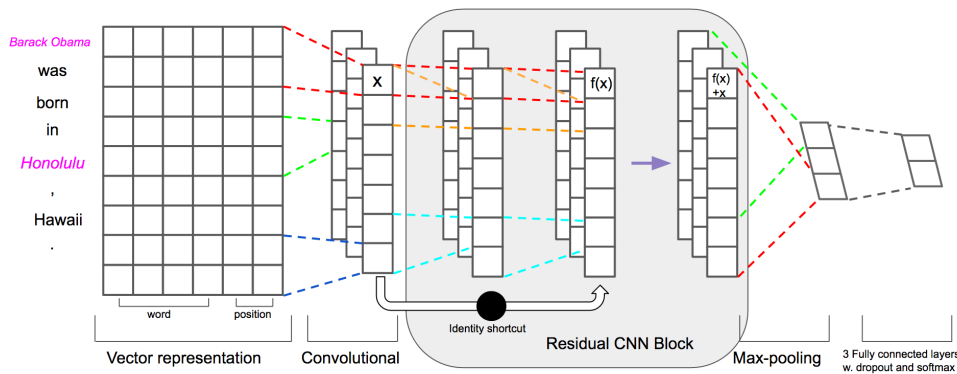 Barack Obama
was
born
in
Honolulu
,
Hawaii
.
word
position
Vector representation
x
Convolutional
f(x)
Identity shortcut
Residual CNN Block
f(x)
+x
Max-pooling
3 Fully connected layers
w. dropout and softmax